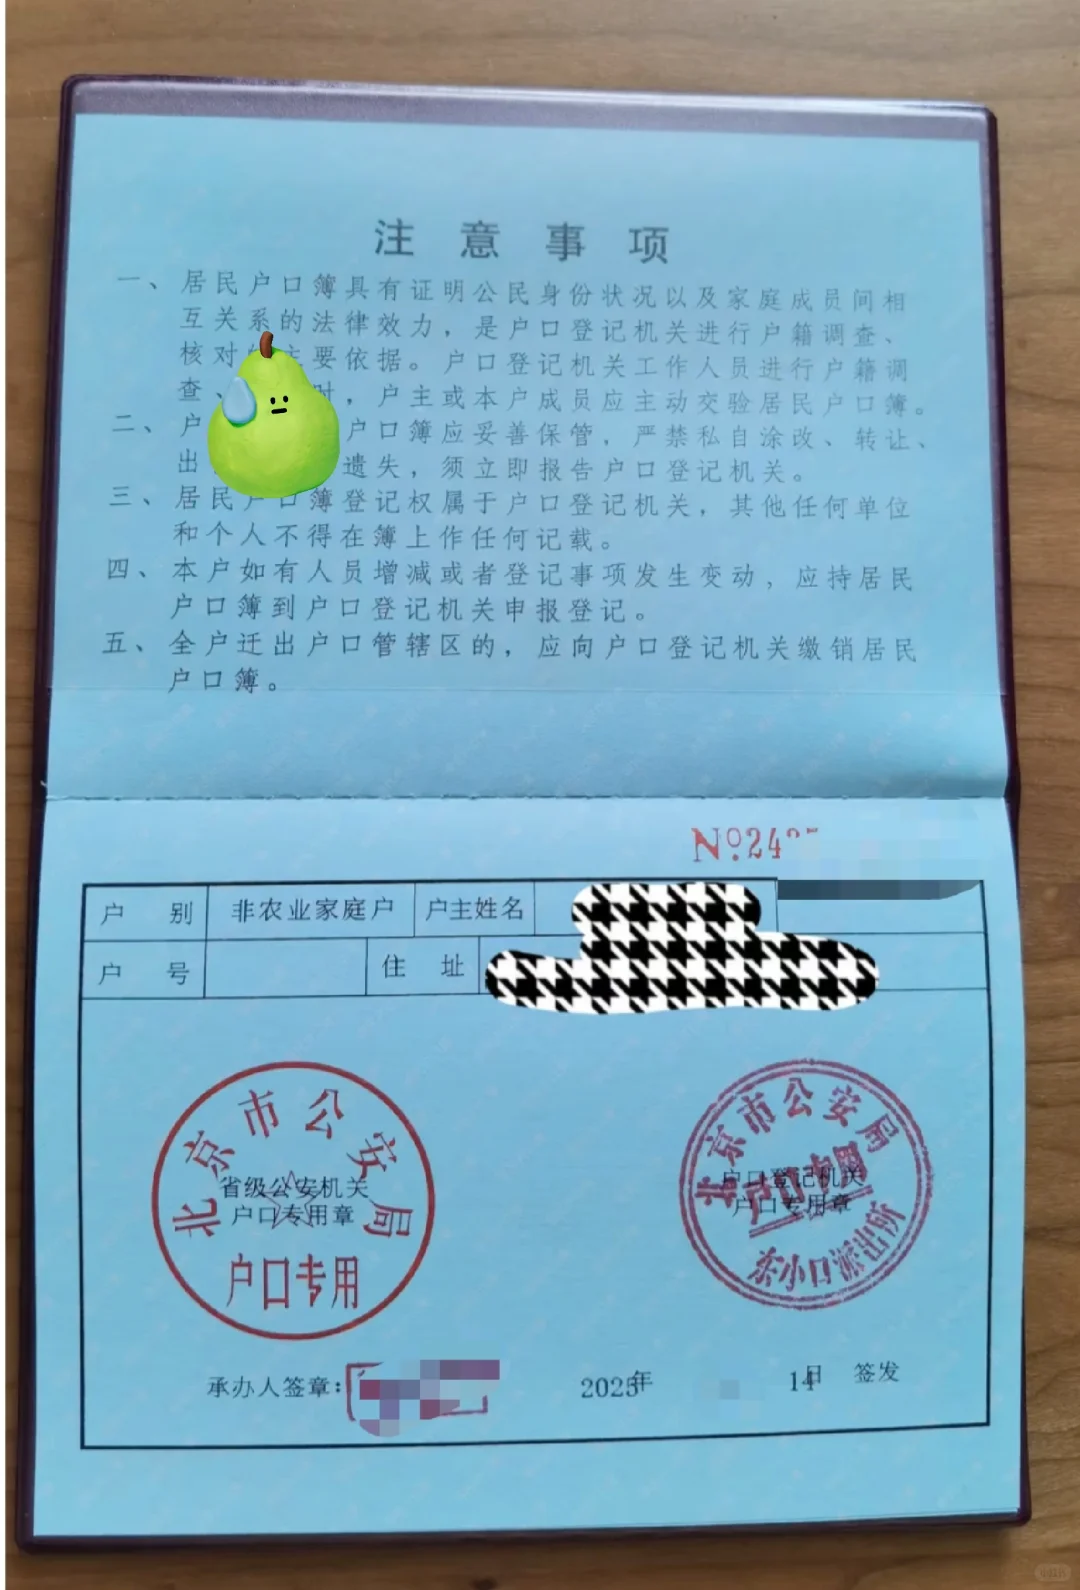 注意事项
一、居民户口簿具有证明公民身份状况以及家庭成员间相
互关系的法律效力，是户口登记机关进行户籍调查、
核对 主要依据。户口登记机关工作人员进行户籍调
查、 时，户主或本户成员应主动交验居民户口簿。
二、户 户口簿应妥善保管，严禁私自涂改、转让、
出 遗失，须立即报告户口登记机关。
三、居民户口簿登记权属于户口登记机关，其他任何单位
和个人不得在簿上作任何记载。
四、本户如有人员增减或者登记事项发生变动，应持居民
户口簿到户口登记机关申报登记。
五、全户迁出户口管辖区的，应向户口登记机关缴销居民
户口簿。
No.24
户别 非农业家庭户 户主姓名
户号 住址
北京市公安局
省级公安机关
户口专用章
户口专用
北京市公安局
户口登记机关
户口专用章
东小口派出所
承办人签章： 2025年 14日 签发